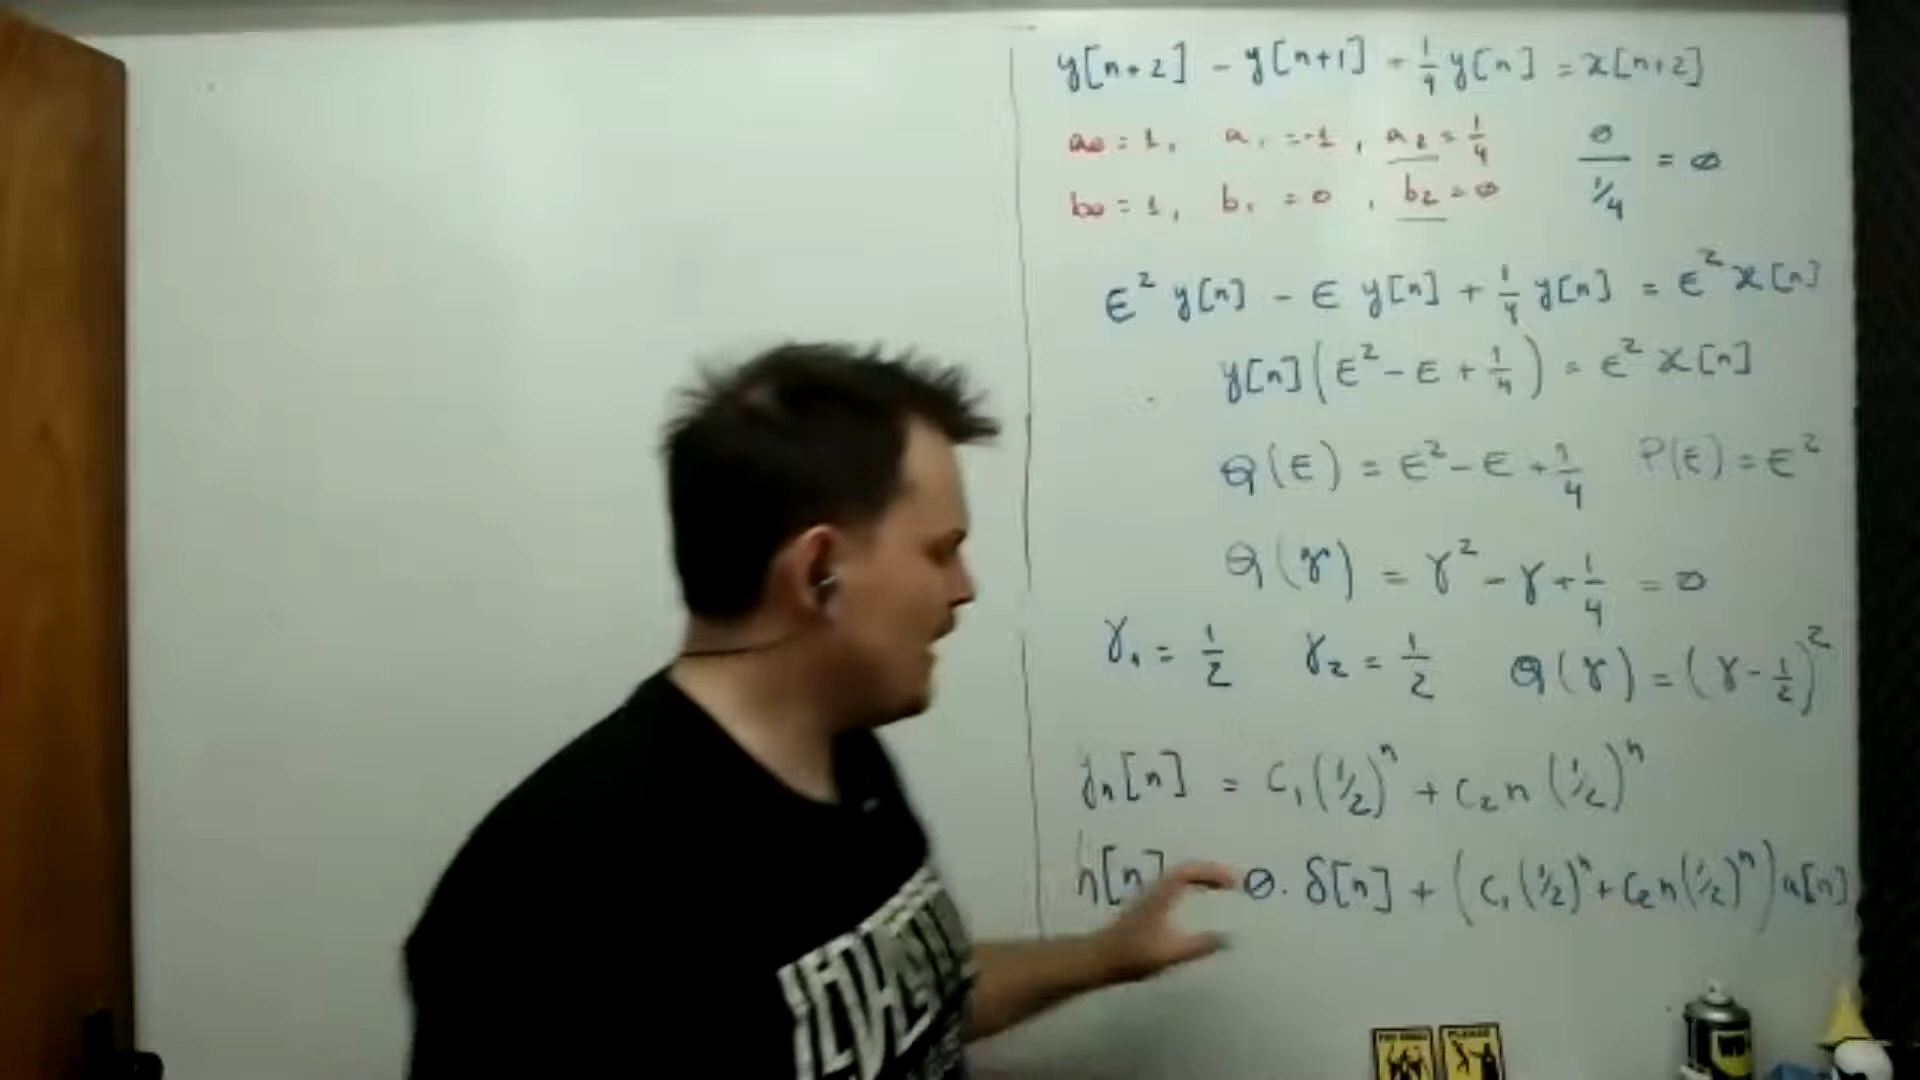 y[n+2] - y[n+1] + 1/4 y[n] = x[n+2]
a0 = 1, a1 = -1, a2 = 1/4
0 / 1/4 = 0
b0 = 1, b1 = 0, b2 = 0
E² y[n] - E y[n] + 1/4 y[n] = E² x[n]
y[n] (E² - E + 1/4) = E² x[n]
Q(E) = E² - E + 1/4 P(E) = E²
Q(γ) = γ² - γ + 1/4 = 0
γ1 = 1/2 γ2 = 1/2 Q(γ) = (γ - 1/2)²
yn[n] = C1 (1/2)^n + C2 n (1/2)^n
h[n] = 0. δ[n] + (C1 (1/2)^n + C2 n (1/2)^n) u[n]
PLEASE
WD